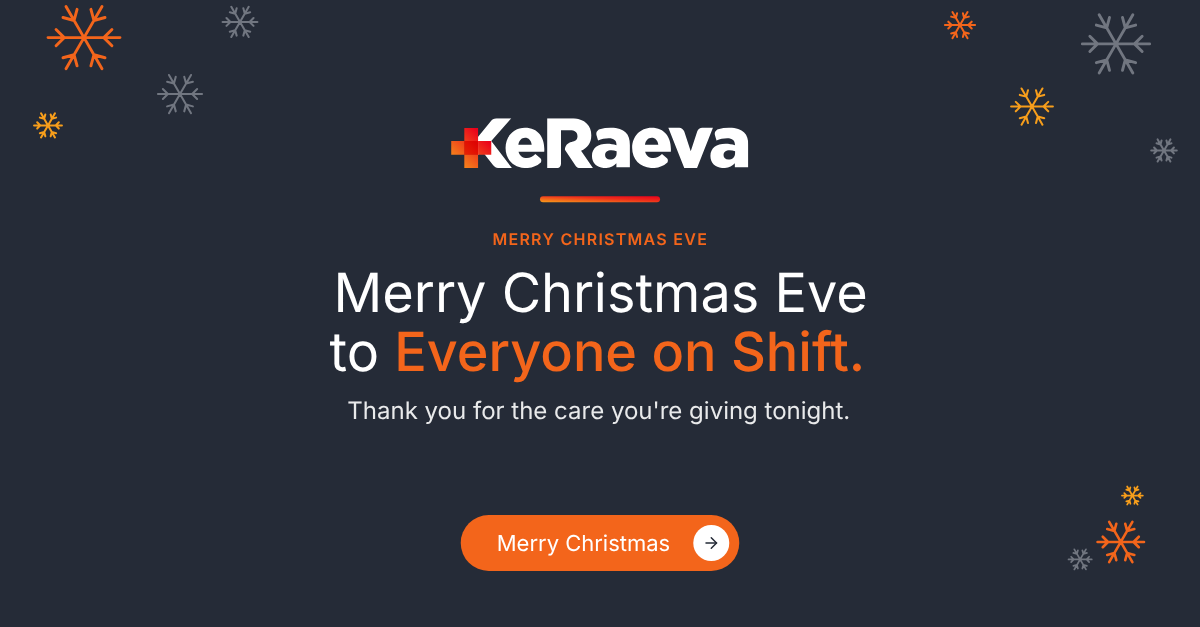 KeRaeva
MERRY CHRISTMAS EVE
Merry Christmas Eve
to Everyone on Shift.
Thank you for the care you're giving tonight.
Merry Christmas